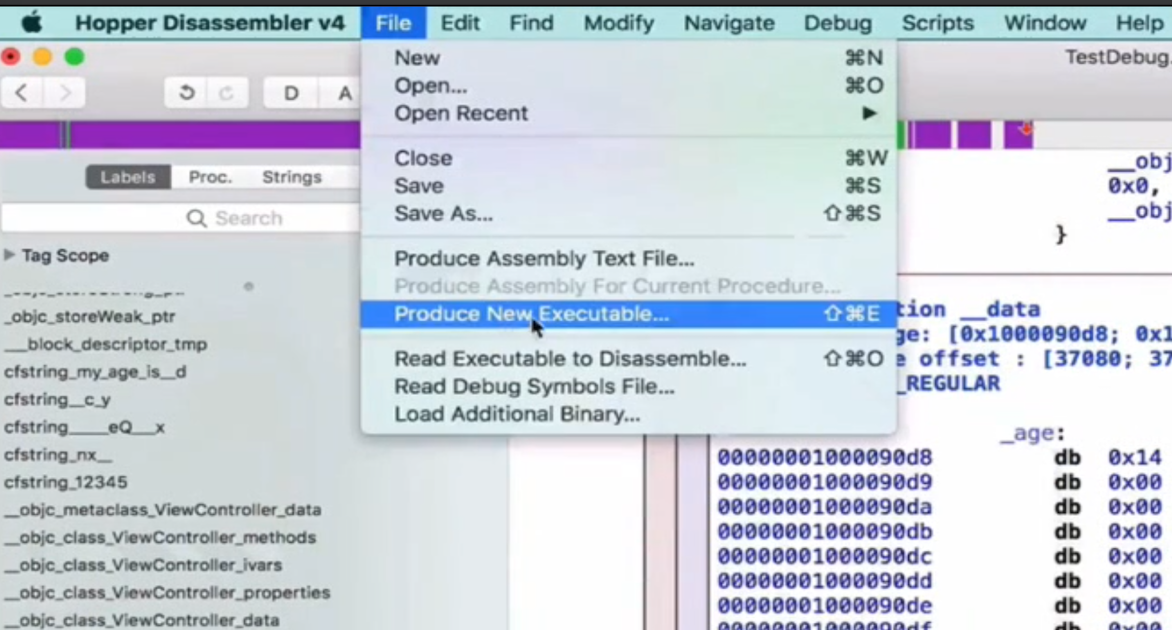 Hopper Disassembler v4 File Edit Find Modify Navigate Debug Scripts Window Help
TestDebug.
D A
New ⌘N
Open... ⌘O
Open Recent ▶
Close ⌘W
Save ⌘S
Save As... ⇧⌘S
Produce Assembly Text File...
Produce Assembly For Current Procedure...
Produce New Executable... ⇧⌘E
Read Executable to Disassemble... ⇧⌘O
Read Debug Symbols File...
Load Additional Binary...
Labels Proc. Strings
Search
Tag Scope
_objc_storeStrong_ptr
_objc_storeWeak_ptr
___block_descriptor_tmp
cfstring_my_age_is__d
cfstring__c_y
cfstring____eQ__x
cfstring_nx__
cfstring_12345
__objc_metaclass_ViewController_data
__objc_class_ViewController_methods
__objc_class_ViewController_ivars
__objc_class_ViewController_properties
__objc_class_ViewController_data
__obj
0x0,
__obj
}
tion __data
ge: [0x1000090d8; 0x1
e offset : [37080; 37
_REGULAR
_age:
00000001000090d8 db 0x14
00000001000090d9 db 0x00
00000001000090da db 0x00
00000001000090db db 0x00
00000001000090dc db 0x00
00000001000090dd db 0x00
00000001000090de db 0x00
00000001000090df db 0x00